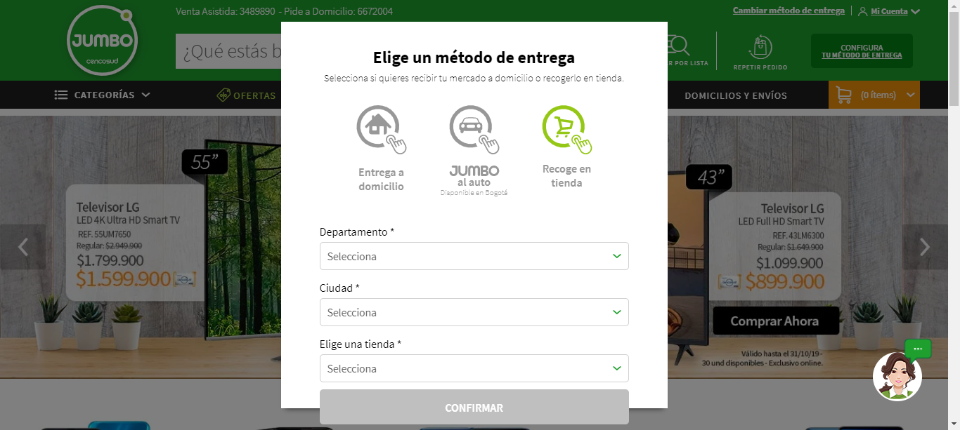 Venta Asistida: 3489890 - Pide a Domicilio: 6672004
Cambiar método de entrega
Mi Cuenta
JUMBO
cencosud
¿Qué estás b
R POR LISTA
REPETIR PEDIDO
CONFIGURA
TU MÉTODO DE ENTREGA
CATEGORÍAS
OFERTAS
DOMICILIOS Y ENVÍOS
(0 ítems)
Elige un método de entrega
Selecciona si quieres recibir tu mercado a domicilio o recogerlo en tienda.
Entrega a
domicilio
JUMBO
al auto
Disponible en Bogotá
Recoge en
tienda
Departamento *
Selecciona
Ciudad *
Selecciona
Elige una tienda *
Selecciona
CONFIRMAR
55”
Televisor LG
LED 4K Ultra HD Smart TV
REF. 55UM7650
Regular: $2.949.900
$1.799.900
$1.599.900
43”
Televisor LG
LED Full HD Smart TV
REF. 43LM6300
Regular: $1.649.900
$1.099.900
$899.900
Comprar Ahora
Válido hasta el 31/10/19-
30 und disponibles - Exclusivo online.